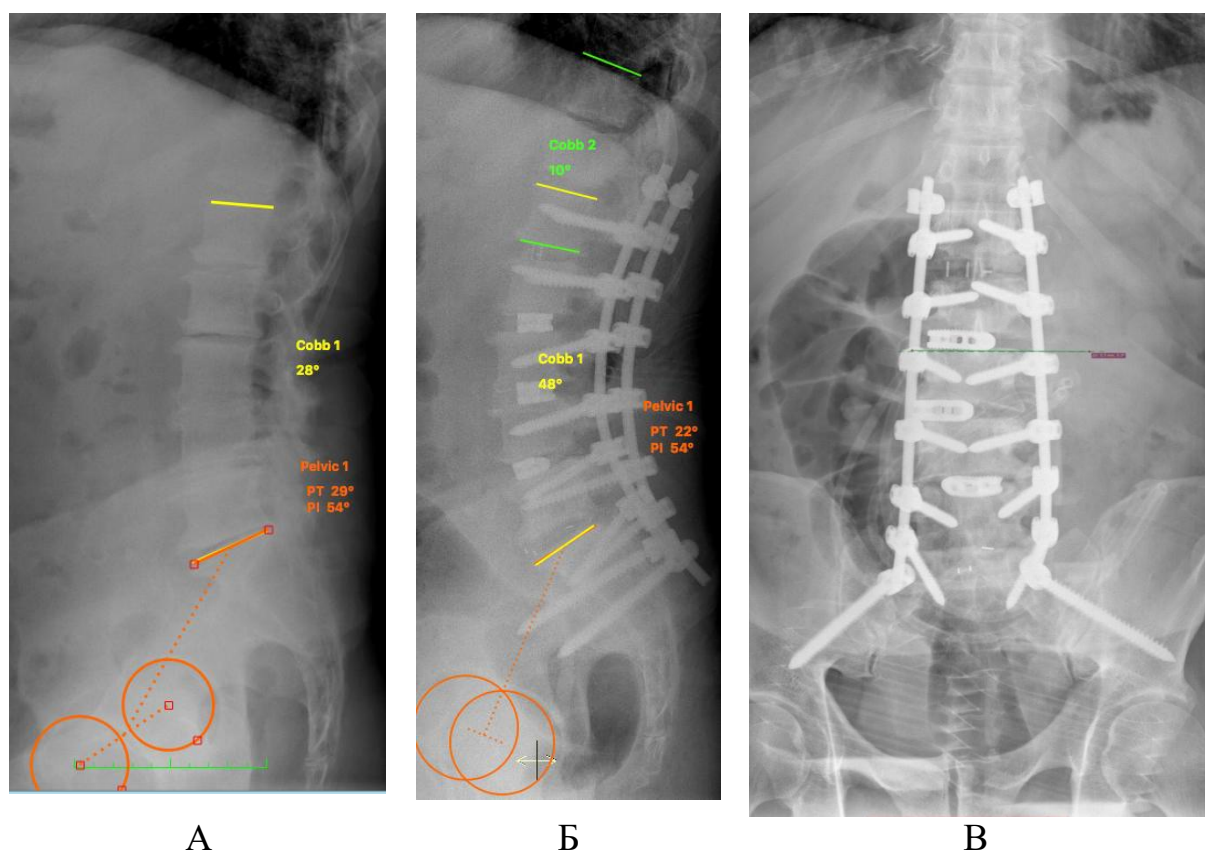 Cobb 1
28°
Pelvic 1
PT 29°
PI 54°
Cobb 2
10°
Cobb 1
48°
Pelvic 1
PT 22°
PI 54°
А
Б
В